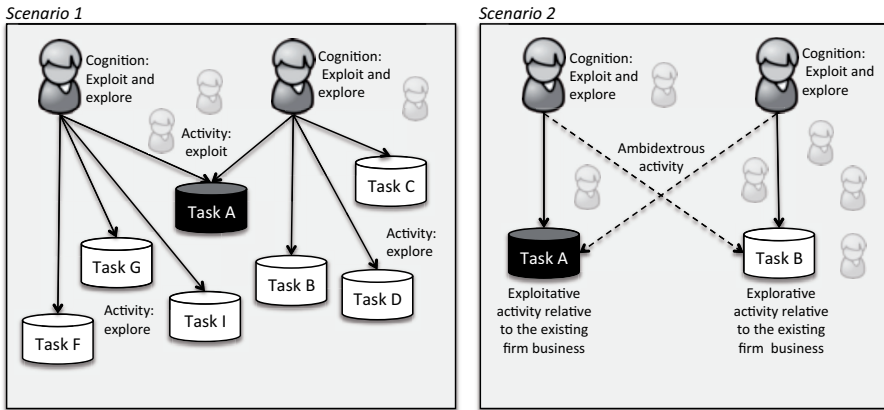 Scenario 1
Cognition:
Exploit and
explore
Cognition:
Exploit and
explore
Activity:
exploit
Task A
Task C
Activity:
explore
Task G
Task B
Task D
Activity:
explore
Task I
Task F
Scenario 2
Cognition:
Exploit and
explore
Cognition:
Exploit and
explore
Ambidextrous
activity
Task A
Task B
Exploitative
activity relative
to the existing
firm business
Explorative
activity relative
to the existing
firm business